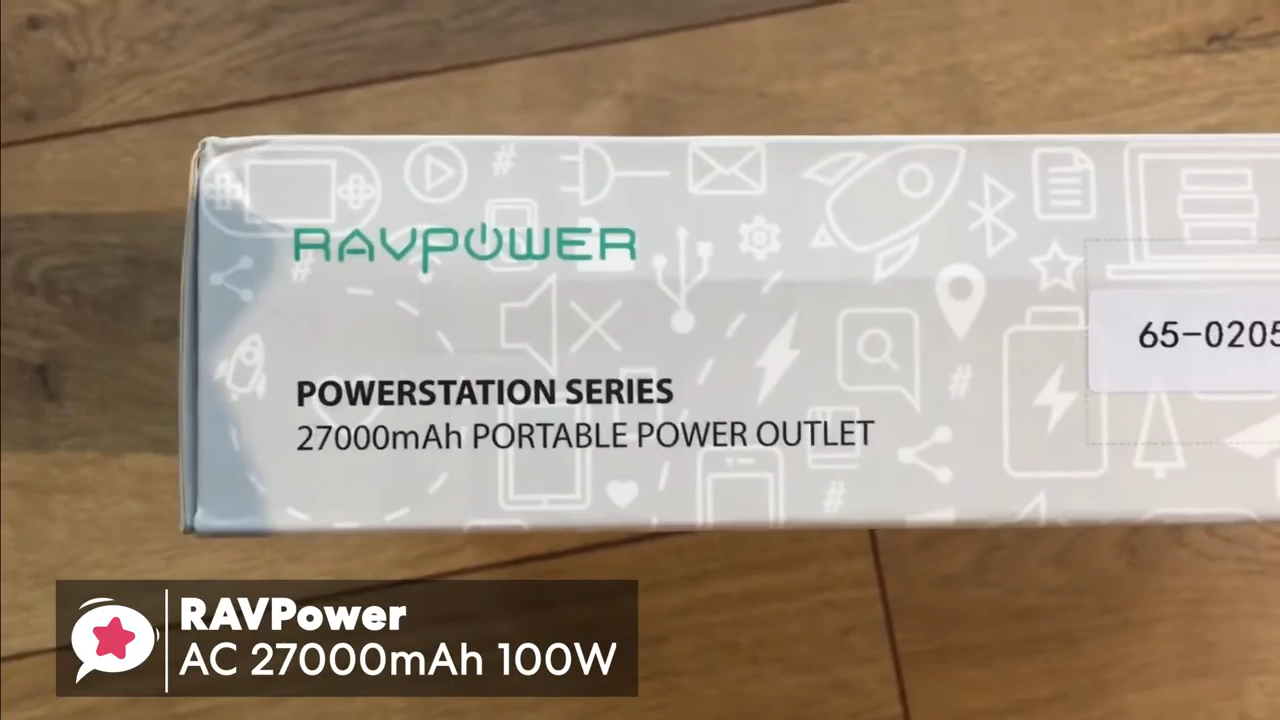 RAVPOWER
POWERSTATION SERIES
27000mAh PORTABLE POWER OUTLET
65-0205
RAVPower
AC 27000mAh 100W